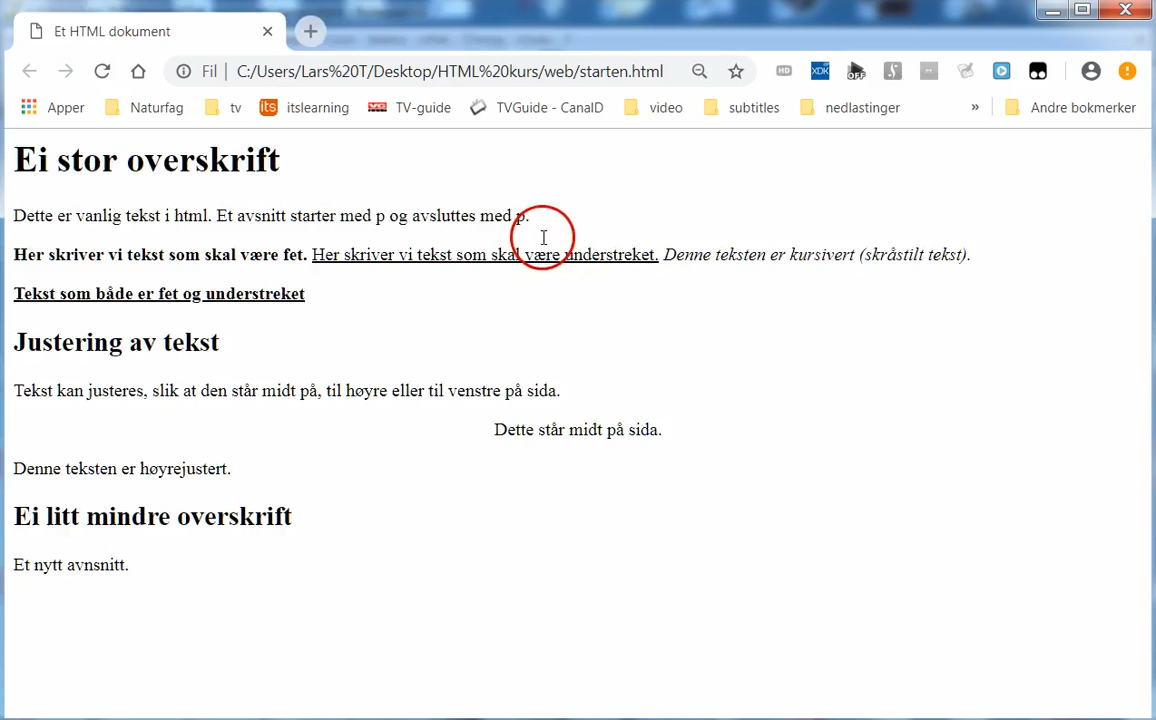 Et HTML dokument
Fil | C:/Users/Lars%20T/Desktop/HTML%20kurs/web/starten.html HD XDK OFF
Apper Naturfag tv its itslearning TV-guide TVGuide - CanalD video subtitles nedlastinger » Andre bokmerker
Ei stor overskrift
Dette er vanlig tekst i html. Et avsnitt starter med p og avsluttes med p.
Her skriver vi tekst som skal være fet. Her skriver vi tekst som skal være understreket. Denne teksten er kursivert (skråstilt tekst).
Tekst som både er fet og understreket
Justering av tekst
Tekst kan justeres, slik at den står midt på, til høyre eller til venstre på sida.
Dette står midt på sida.
Denne teksten er høyrejustert.
Ei litt mindre overskrift
Et nytt avnsnitt.